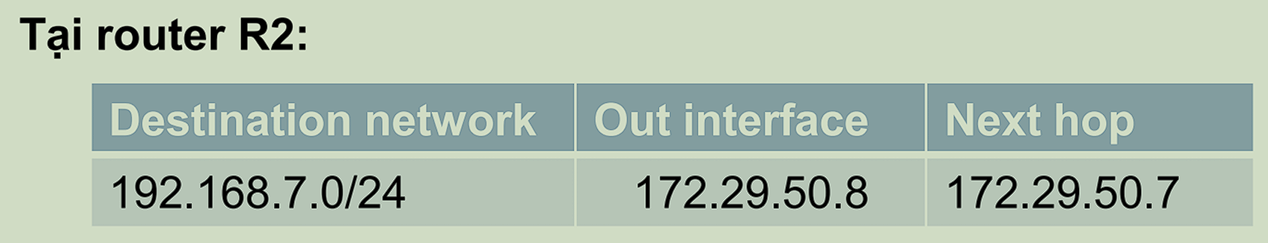 Tại router R2:
Destination network Out interface Next hop
192.168.7.0/24 172.29.50.8 172.29.50.7